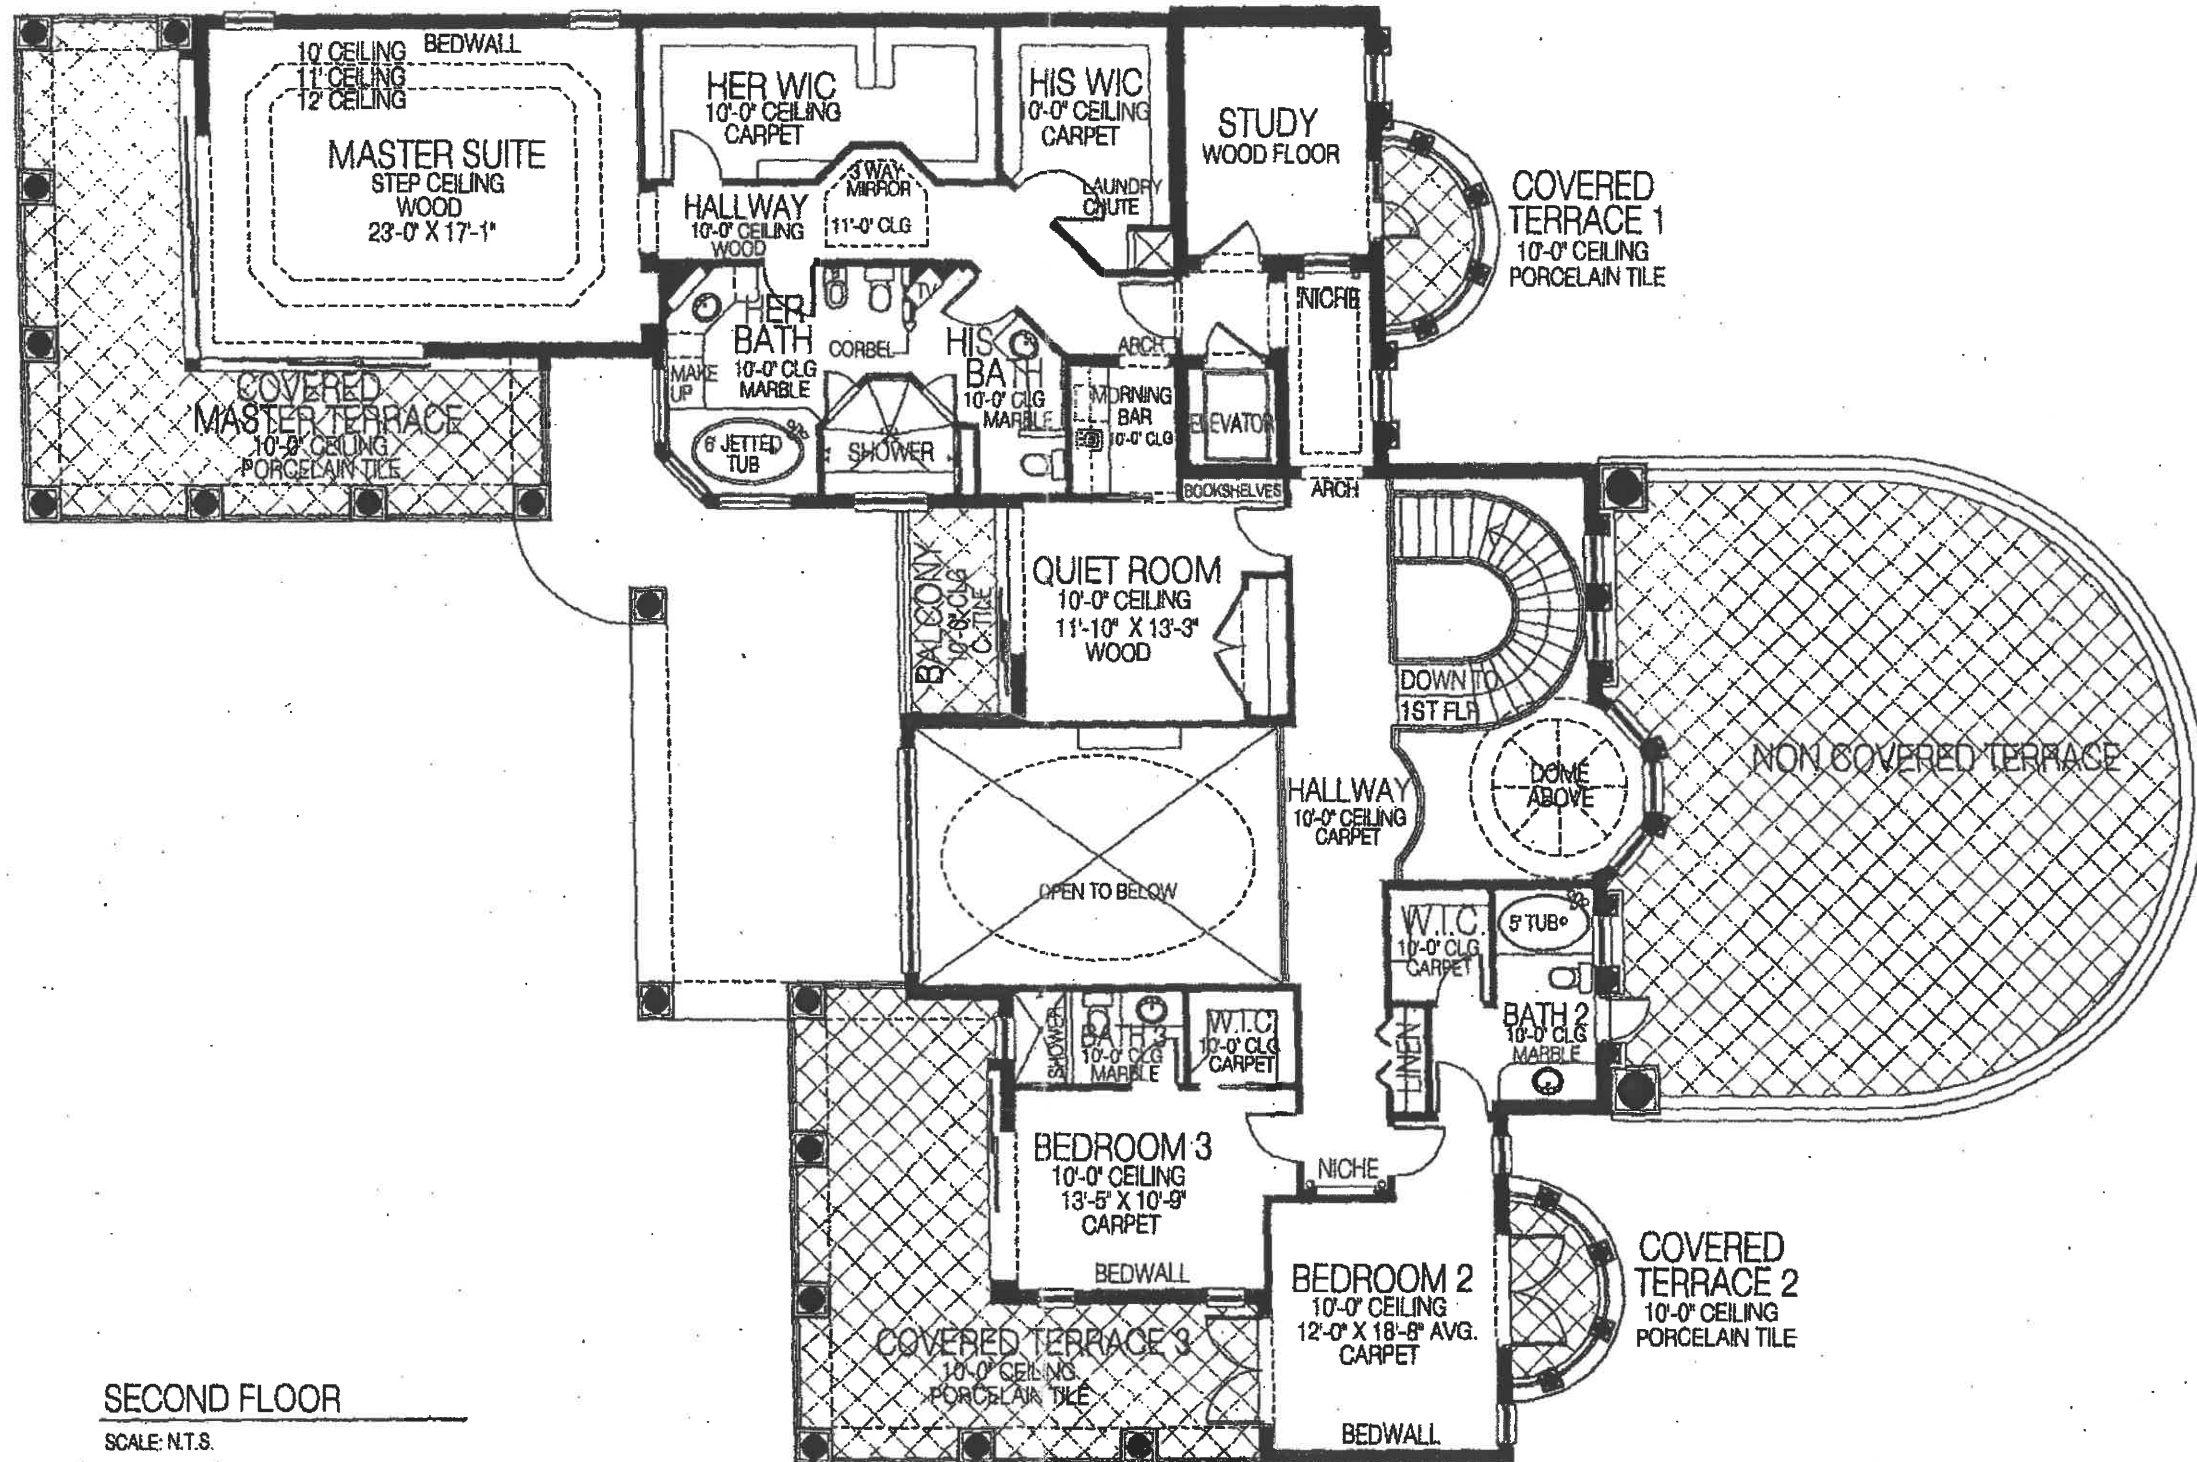 10' CEILING
11' CEILING
12' CEILING
BEDWALL
MASTER SUITE
STEP CEILING
WOOD
23'-0" X 17'-1"
HER WIC
10'-0" CEILING
CARPET
HIS WIC
10'-0" CEILING
CARPET
STUDY
WOOD FLOOR
COVERED
TERRACE 1
10'-0" CEILING
PORCELAIN TILE
HALLWAY
10'-0" CEILING
WOOD
3 WAY
MIRROR
11'-0" CLG
LAUNDRY
CHUTE
NICHE
HER
BATH
10'-0" CLG
MARBLE
MAKE
UP
TV
CORBEL
HIS
BATH
10'-0" CLG
MARBLE
ARCH
MORNING
BAR
10'-0" CLG
ELEVATOR
6' JETTED
TUB
SHOWER
BOOKSHELVES
ARCH
COVERED
MASTER TERRACE
10'-0" CEILING
PORCELAIN TILE
BALCONY
10'-0" CLG
C. TILE
QUIET ROOM
10'-0" CEILING
11'-10" X 13'-3"
WOOD
DOWN TO
1ST FLR
DOME
ABOVE
NON COVERED TERRACE
HALLWAY
10'-0" CEILING
CARPET
OPEN TO BELOW
W.I.C.
10'-0" CLG
CARPET
5' TUB
BATH 2
10'-0" CLG
MARBLE
LINEN
SHOWER
BATH 3
10'-0" CLG
MARBLE
W.I.C.
10'-0" CLG
CARPET
BEDROOM 3
10'-0" CEILING
13'-5" X 10'-9"
CARPET
BEDWALL
NICHE
BEDROOM 2
10'-0" CEILING
12'-0" X 18'-8" AVG.
CARPET
BEDWALL
COVERED
TERRACE 2
10'-0" CEILING
PORCELAIN TILE
COVERED TERRACE 3
10'-0" CEILING
PORCELAIN TILE
SECOND FLOOR
SCALE: N.T.S.